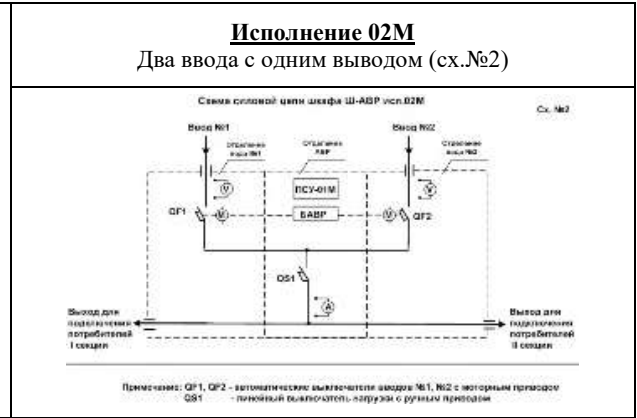 Исполнение 02М
Два ввода с одним выводом (сх.№2)
Схема силовой цепи шкафа Ш-АВР исп.02М
Сх. №2
Ввод №1
Ввод №2
Отделение ввода №1
Отделение АВР
Отделение ввода №2
V
ПСУ-01М
V
QF1
М
БАВР
М
QF2
QS1
А
Выход для подключения потребителей I секции
Выход для подключения потребителей II секции
Примечание: QF1, QF2 - автоматические выключатели вводов №1, №2 с моторным приводом
QS1 - линейный выключатель нагрузки с ручным приводом